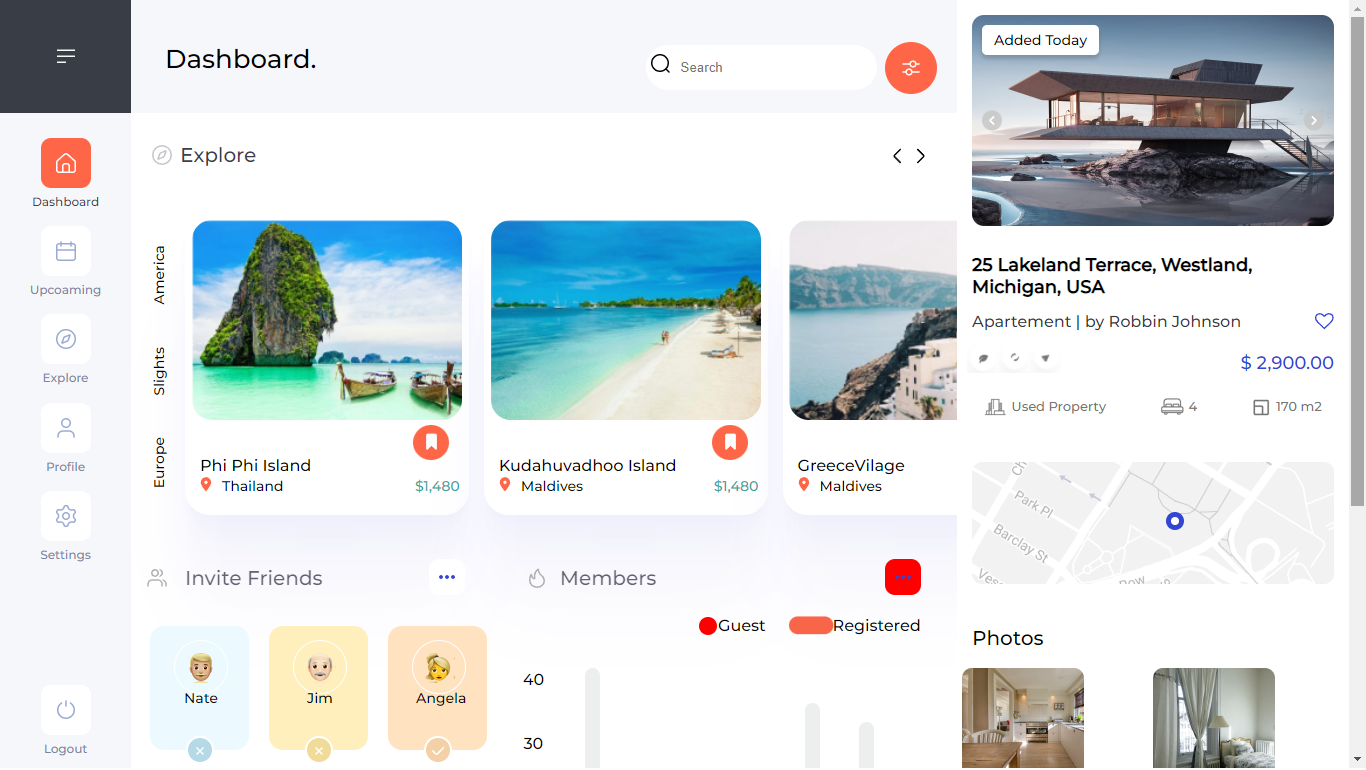 Dashboard.
Search
Dashboard
Upcoaming
Explore
Profile
Settings
Logout
Explore
America
Slights
Europe
Phi Phi Island
Thailand
$1,480
Kudahuvadhoo Island
Maldives
$1,480
GreeceVilage
Maldives
Invite Friends
Nate
Jim
Angela
Members
Guest
Registered
40
30
Added Today
25 Lakeland Terrace, Westland,
Michigan, USA
Apartement | by Robbin Johnson
$ 2,900.00
Used Property
4
170 m2
Park Pl
Barclay St
Photos